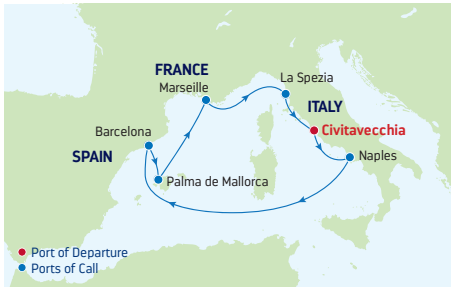 FRANCE
Marseille
La Spezia
ITALY
Civitavecchia
Barcelona
SPAIN
Naples
Palma de Mallorca
Port of Departure
Ports of Call